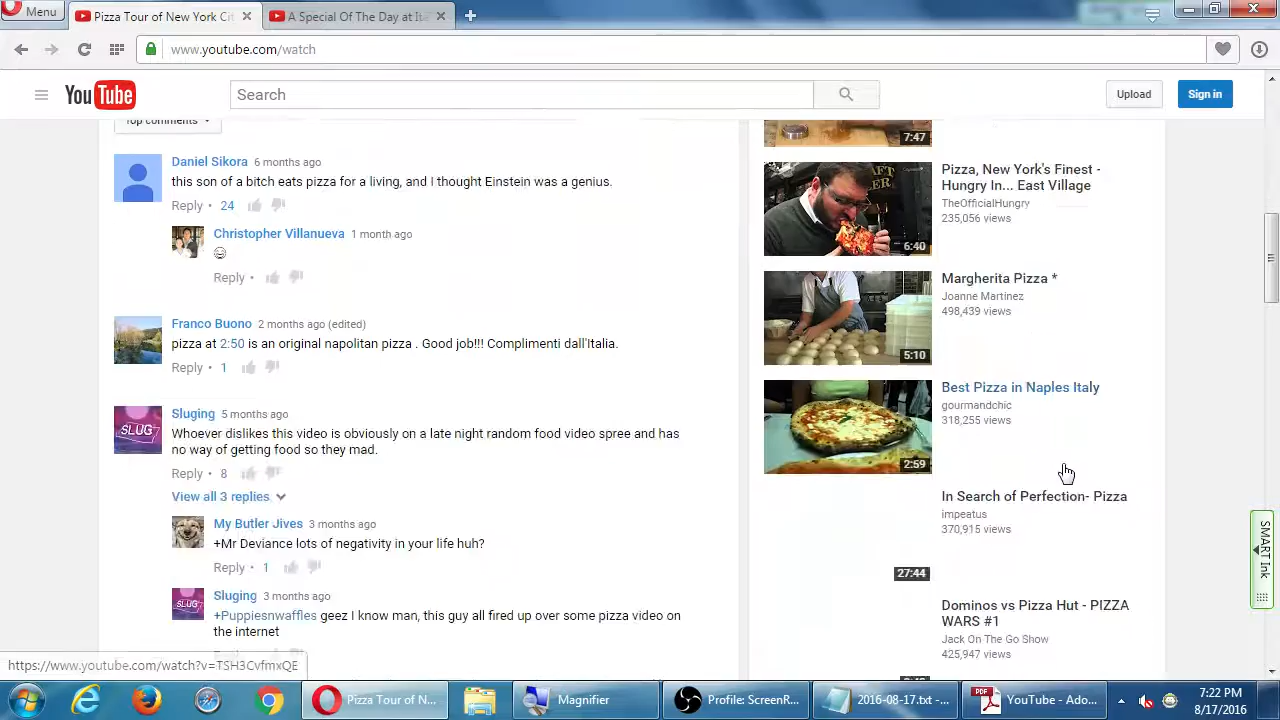 Menu
Pizza Tour of New York Cit
A Special Of The Day at Ita
www.youtube.com/watch
YouTube
Search
Upload
Sign in
Top comments
Daniel Sikora 6 months ago
this son of a bitch eats pizza for a living, and I thought Einstein was a genius.
Reply • 24
Christopher Villanueva 1 month ago
😂
Reply •
Franco Buono 2 months ago (edited)
pizza at 2:50 is an original napolitan pizza . Good job!!! Complimenti dall'Italia.
Reply • 1
Sluging 5 months ago
Whoever dislikes this video is obviously on a late night random food video spree and has
no way of getting food so they mad.
Reply • 8
View all 3 replies
My Butler Jives 3 months ago
+Mr Deviance lots of negativity in your life huh?
Reply • 1
Sluging 3 months ago
+Puppiesnwaffles geez I know man, this guy all fired up over some pizza video on
the internet
SLUG
SLUG
7:47
Pizza, New York's Finest -
Hungry In... East Village
TheOfficialHungry
235,056 views
6:40
Margherita Pizza *
Joanne Martinez
498,439 views
5:10
Best Pizza in Naples Italy
gourmandchic
318,255 views
2:59
In Search of Perfection- Pizza
impeatus
370,915 views
27:44
Dominos vs Pizza Hut - PIZZA
WARS #1
Jack On The Go Show
425,947 views
SMART Ink
https://www.youtube.com/watch?v=TSH3CvfmxQE
Pizza Tour of N...
Magnifier
Profile: ScreenR...
2016-08-17.txt -...
PDF
YouTube - Ado...
7:22 PM
8/17/2016